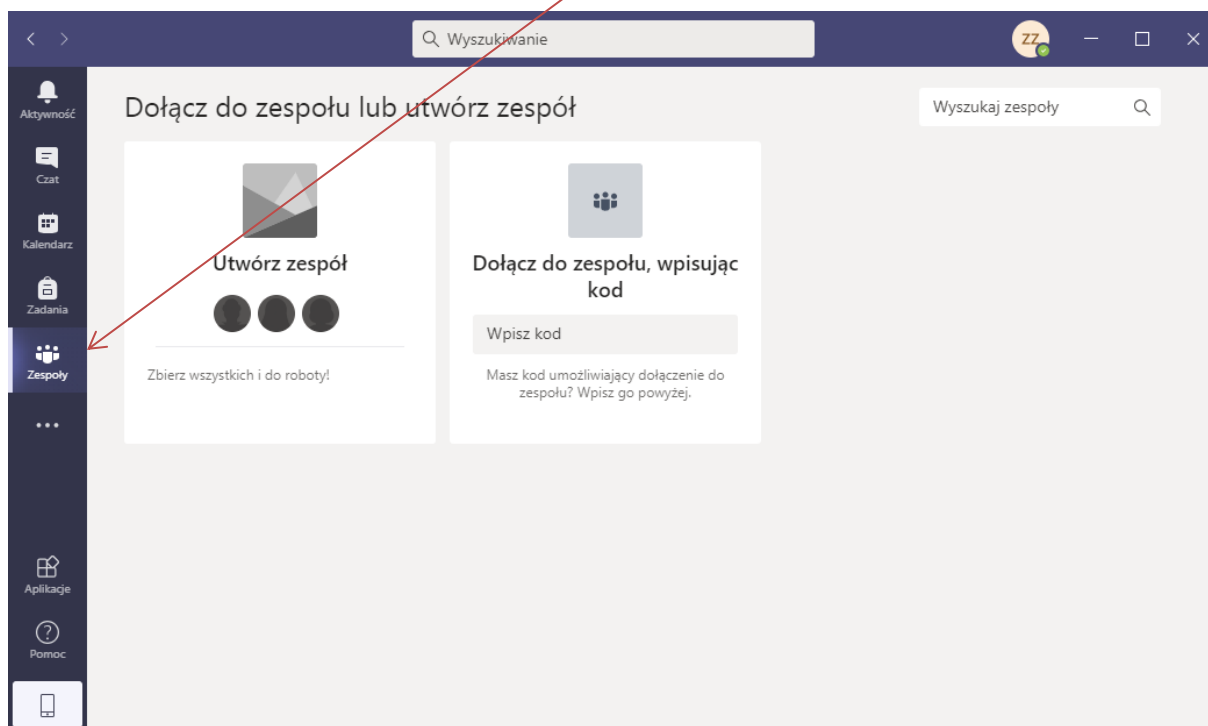 Wyszukiwanie
ZZ
Aktywność
Czat
Kalendarz
Zadania
Zespoły
Aplikacje
Pomoc
Dołącz do zespołu lub utwórz zespół
Wyszukaj zespoły
Utwórz zespół
Zbierz wszystkich i do roboty!
Dołącz do zespołu, wpisując
kod
Wpisz kod
Masz kod umożliwiający dołączenie do
zespołu? Wpisz go powyżej.